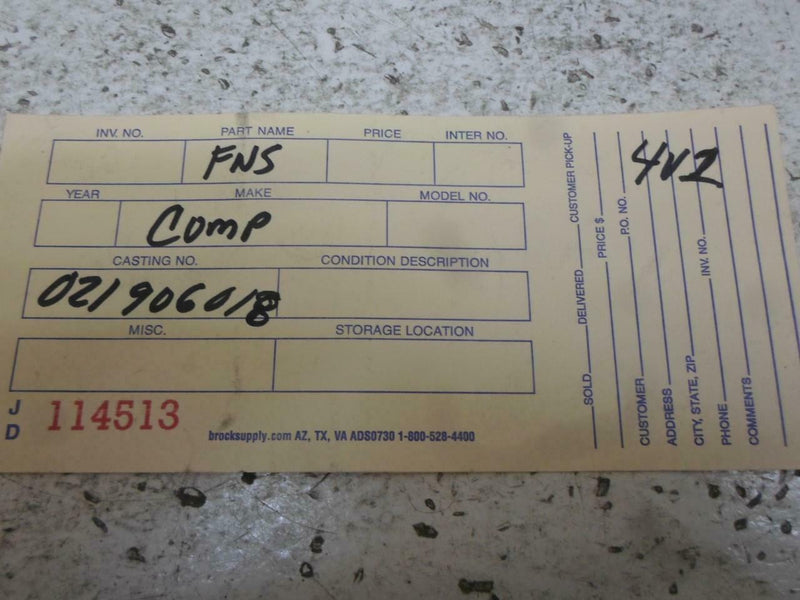 INV. NO. PART NAME PRICE INTER NO.
FNS
YEAR MAKE MODEL NO.
COMP
CASTING NO. CONDITION DESCRIPTION
021906018
MISC. STORAGE LOCATION
J D 114513
brocksupply.com AZ, TX, VA ADS0730 1-800-528-4400
SOLD DELIVERED CUSTOMER PICK-UP
PRICE $
CUSTOMER P.O. NO.
ADDRESS
CITY, STATE, ZIP INV. NO.
PHONE
COMMENTS